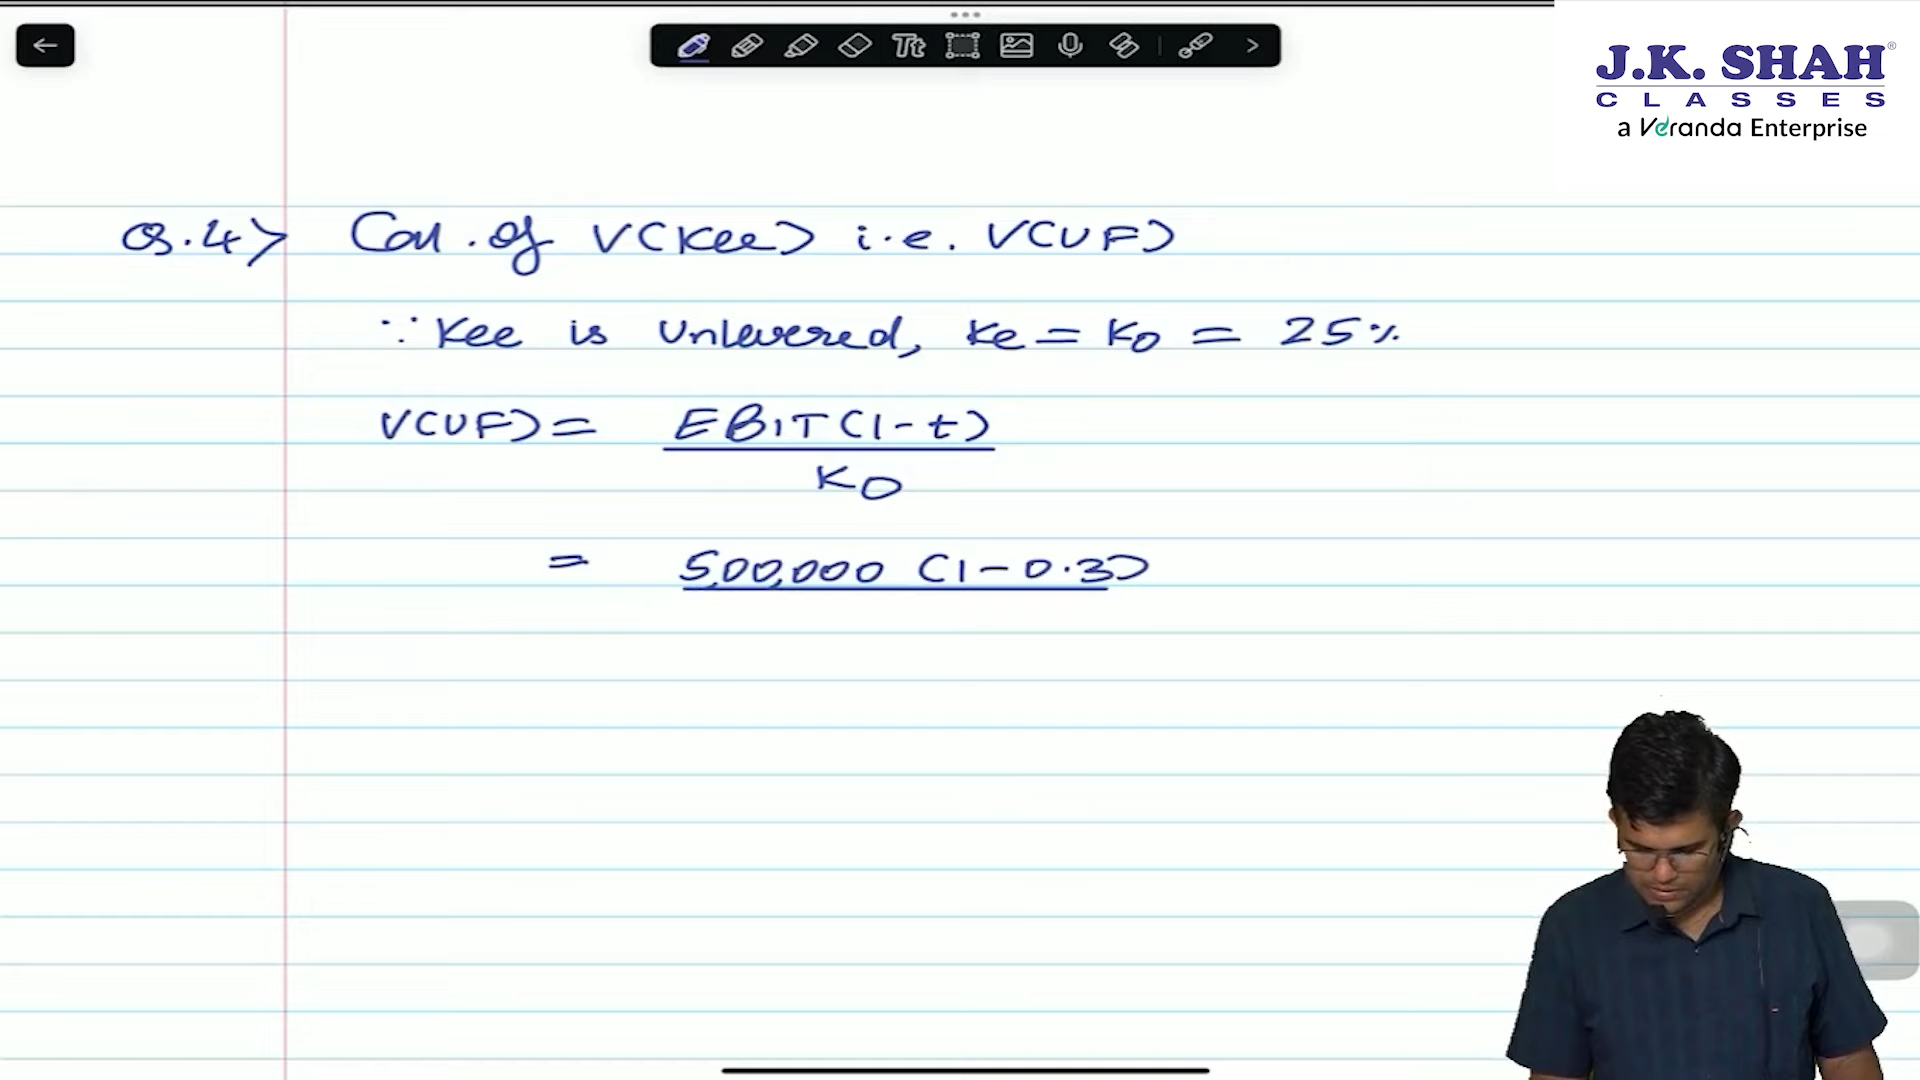 J.K. SHAH®
CLASSES
a Veranda Enterprise
Tt
Q.4> Cal. of V(Kee) i.e. V(UF)
∵ Kee is Unlevered, Ke = Ko = 25%
V(UF) = EBIT(1-t)
Ko
= 5,00,000 (1-0.3)